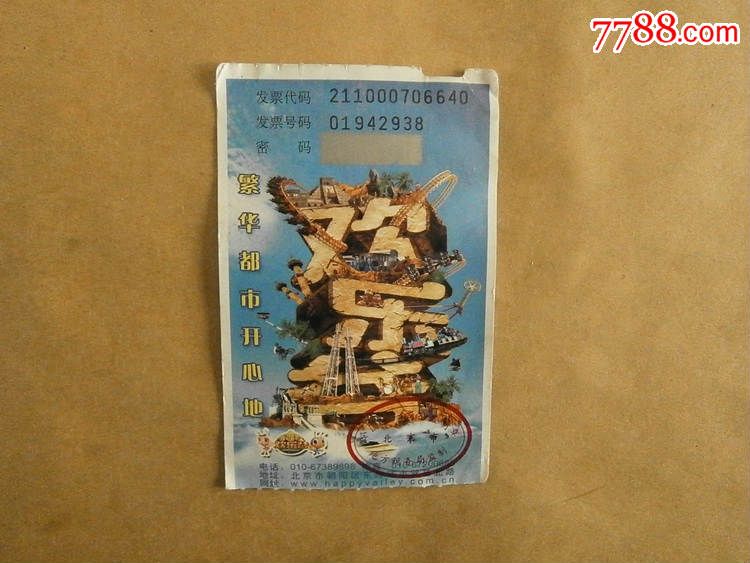 7788.com
发票代码 211000706640
发票号码 01942938
密 码
繁华都市开心地
欢乐谷
北京市
电话: 010-67389898
地址: 北京市朝阳区东
网址: www.happyvalley.com.cn